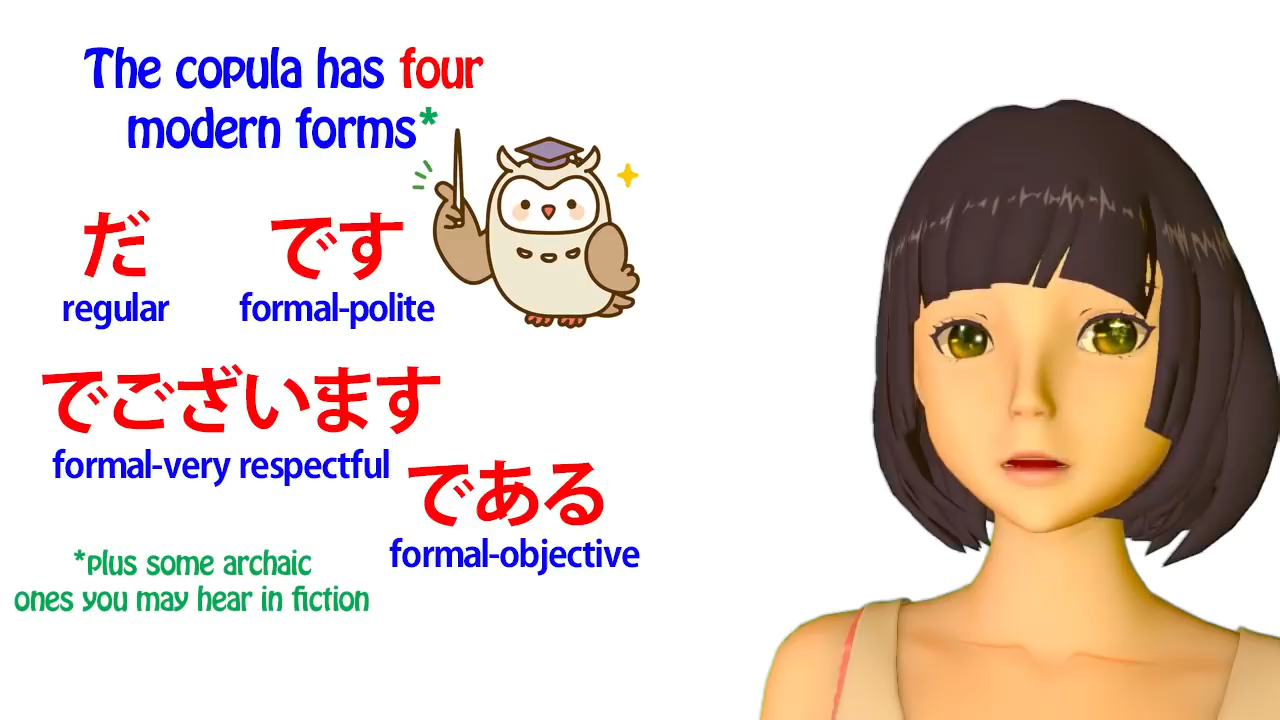 The copula has four
modern forms*
だ
regular
です
formal-polite
でございます
formal-very respectful
である
formal-objective
*plus some archaic
ones you may hear in fiction